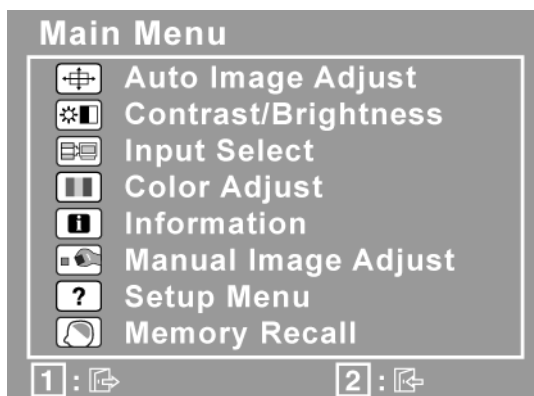 Main Menu
Auto Image Adjust
Contrast/Brightness
Input Select
Color Adjust
Information
Manual Image Adjust
Setup Menu
Memory Recall
1 : 2 :